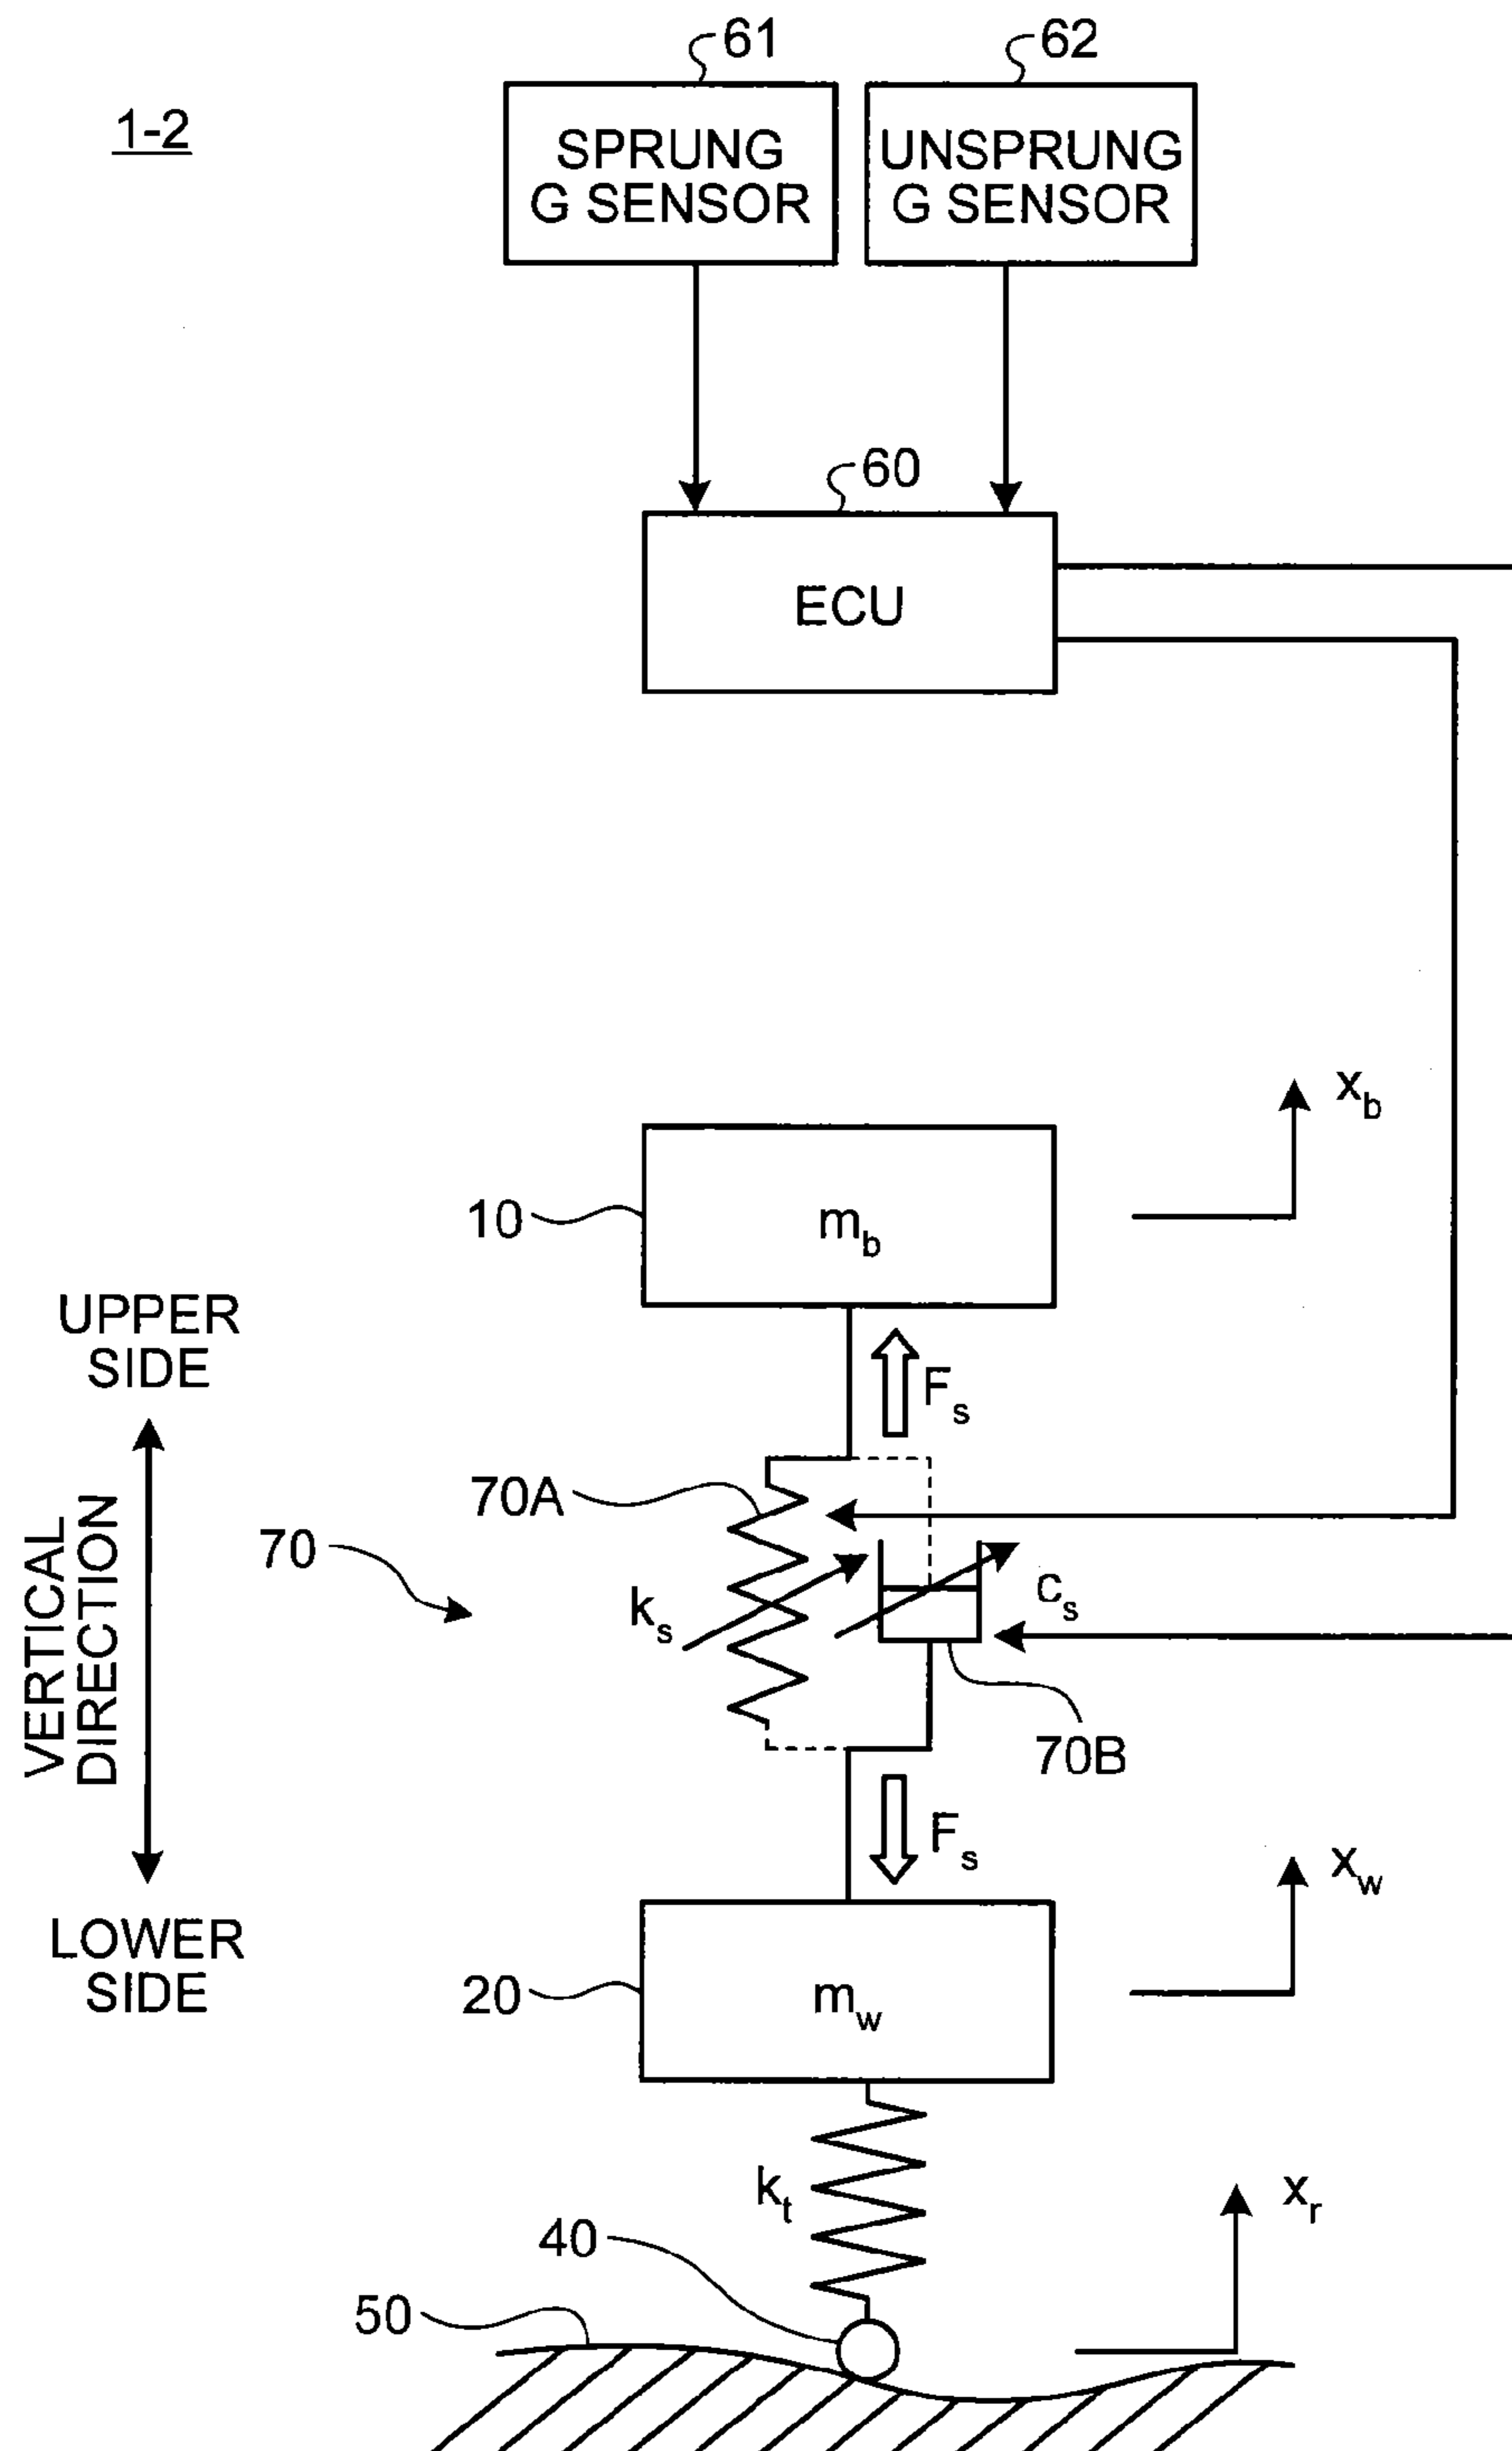 1-2
61
62
SPRUNG
G SENSOR
UNSPRUNG
G SENSOR
60
ECU
x_b
10
m_b
UPPER
SIDE
F_s
70A
70
VERTICAL
DIRECTION
k_s
c_s
70B
F_s
x_w
LOWER
SIDE
20
m_w
k_t
x_r
40
50